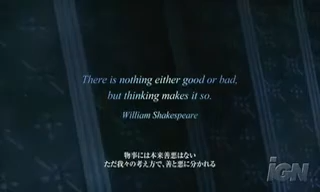 There is nothing either good or bad,
but thinking makes it so.
William Shakespeare
物事には本来善悪はない
ただ我々の考え方で、善と悪に分かれる
IGN